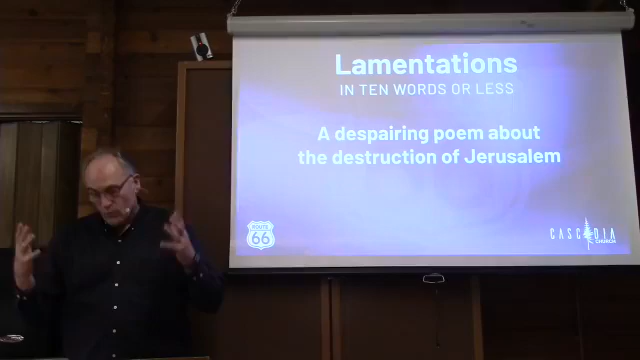 Lamentations
IN TEN WORDS OR LESS
A despairing poem about
the destruction of Jerusalem
ROUTE
66
CASCADIA
CHURCH